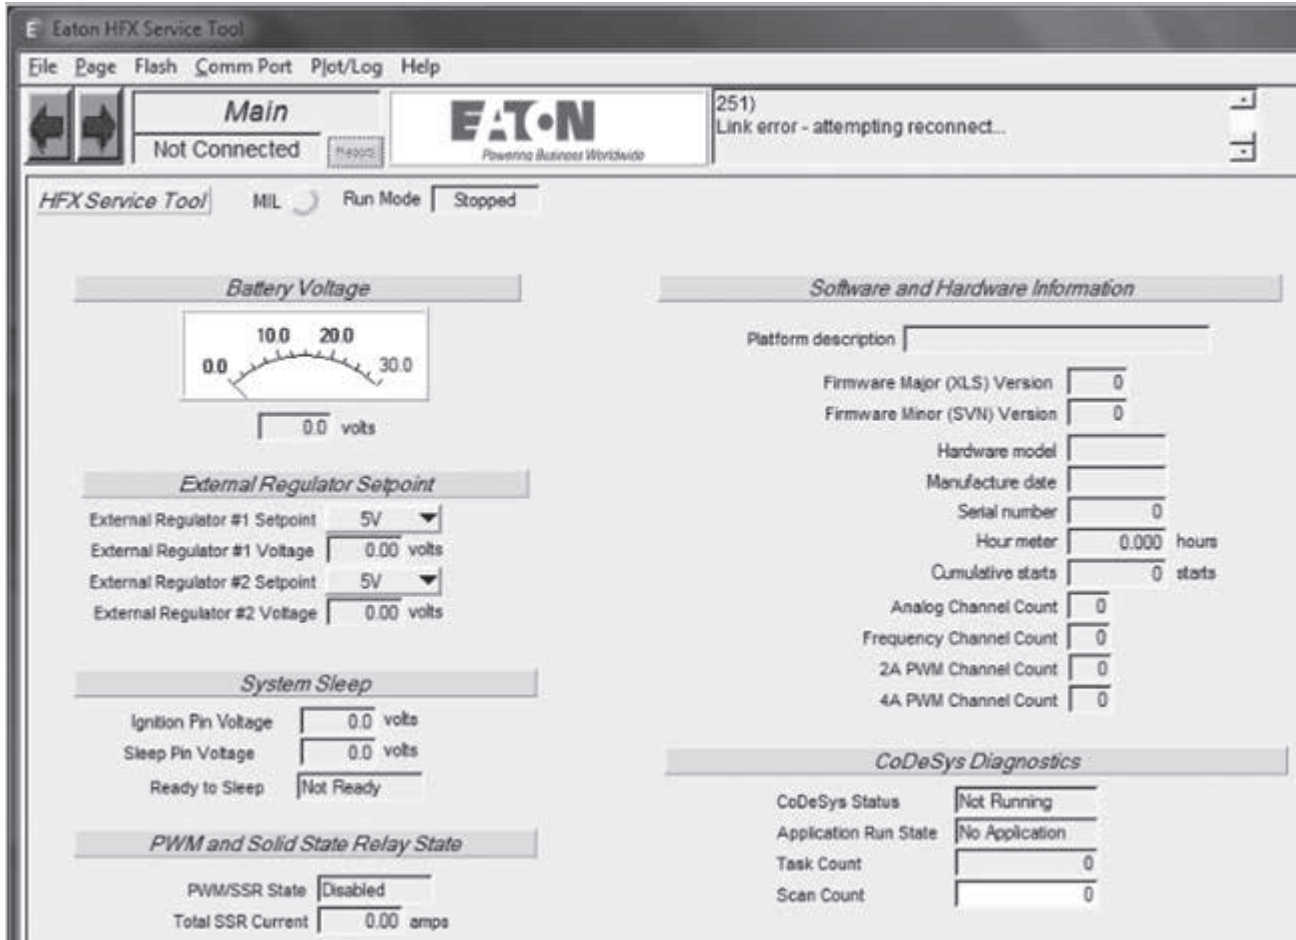 Eaton HFX Service Tool
File Page Flash Comm Port Plot/Log Help
Main
Not Connected
EATON
Powering Business Worldwide
251)
Link error - attempting reconnect...
HFX Service Tool
MIL
Run Mode Stopped
Battery Voltage
0.0 10.0 20.0 30.0
0.0 volts
External Regulator Setpoint
External Regulator #1 Setpoint 5V
External Regulator #1 Voltage 0.00 volts
External Regulator #2 Setpoint 5V
External Regulator #2 Voltage 0.00 volts
System Sleep
Ignition Pin Voltage 0.0 volts
Sleep Pin Voltage 0.0 volts
Ready to Sleep Not Ready
PWM and Solid State Relay State
PWM/SSR State Disabled
Total SSR Current 0.00 amps
Software and Hardware Information
Platform description
Firmware Major (XLS) Version 0
Firmware Minor (SVN) Version 0
Hardware model
Manufacture date
Serial number 0
Hour meter 0.000 hours
Cumulative starts 0 starts
Analog Channel Count 0
Frequency Channel Count 0
2A PWM Channel Count 0
4A PWM Channel Count 0
CoDeSys Diagnostics
CoDeSys Status Not Running
Application Run State No Application
Task Count 0
Scan Count 0